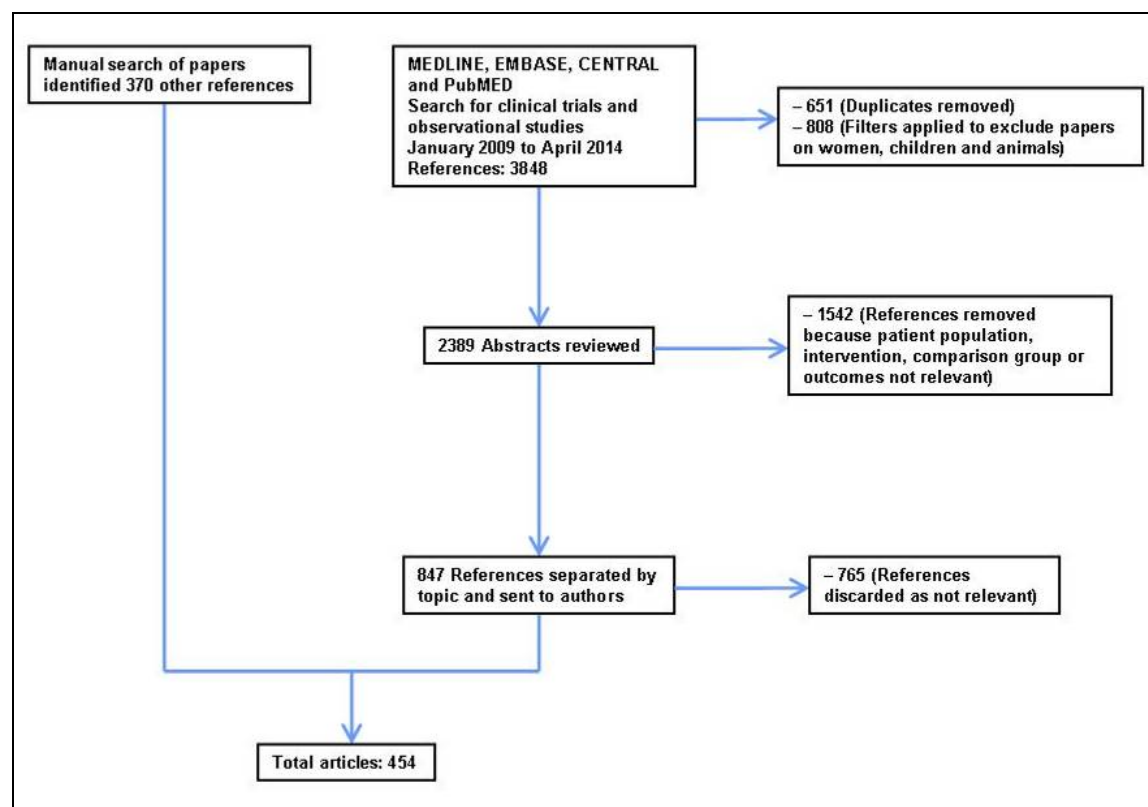 Manual search of papers
identified 370 other references
MEDLINE, EMBASE, CENTRAL
and PubMED
Search for clinical trials and
observational studies
January 2009 to April 2014
References: 3848
– 651 (Duplicates removed)
– 808 (Filters applied to exclude papers
on women, children and animals)
2389 Abstracts reviewed
– 1542 (References removed
because patient population,
intervention, comparison group or
outcomes not relevant)
847 References separated by
topic and sent to authors
– 765 (References
discarded as not relevant)
Total articles: 454